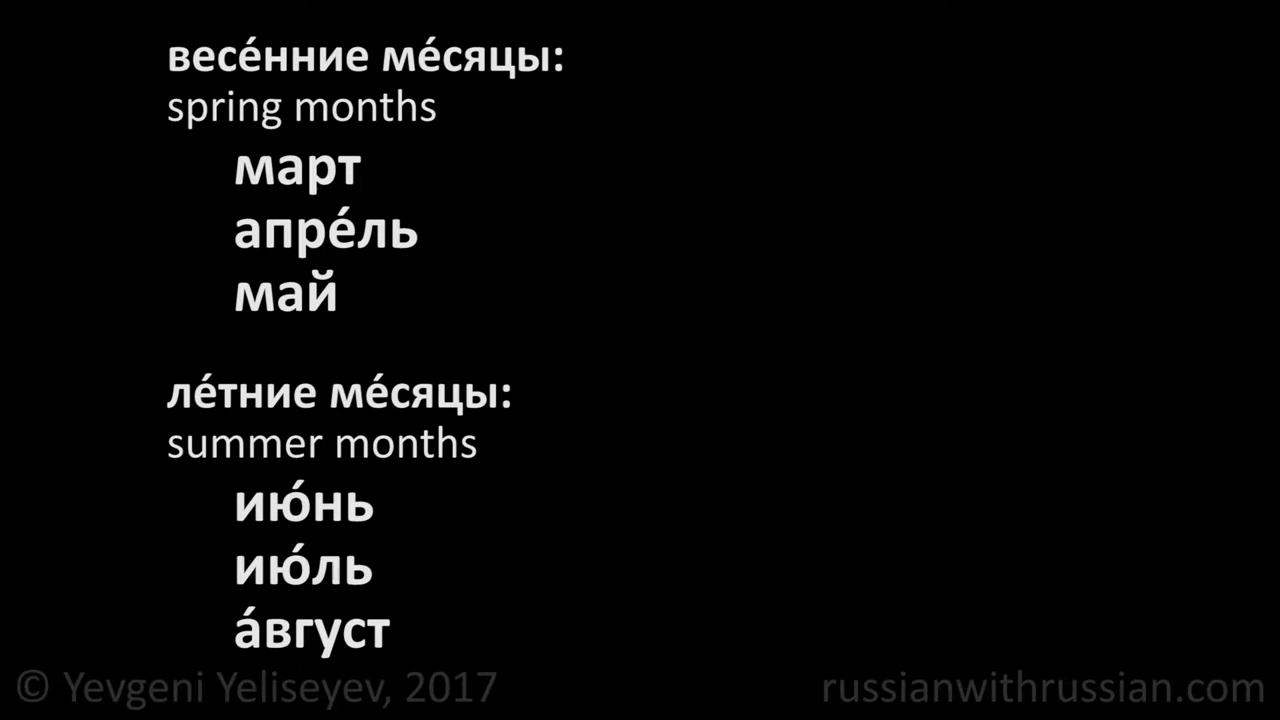 весе́нние ме́сяцы:
spring months
март
апре́ль
май
ле́тние ме́сяцы:
summer months
ию́нь
ию́ль
а́вгуст
© Yevgeni Yeliseyev, 2017
russianwithrussian.com